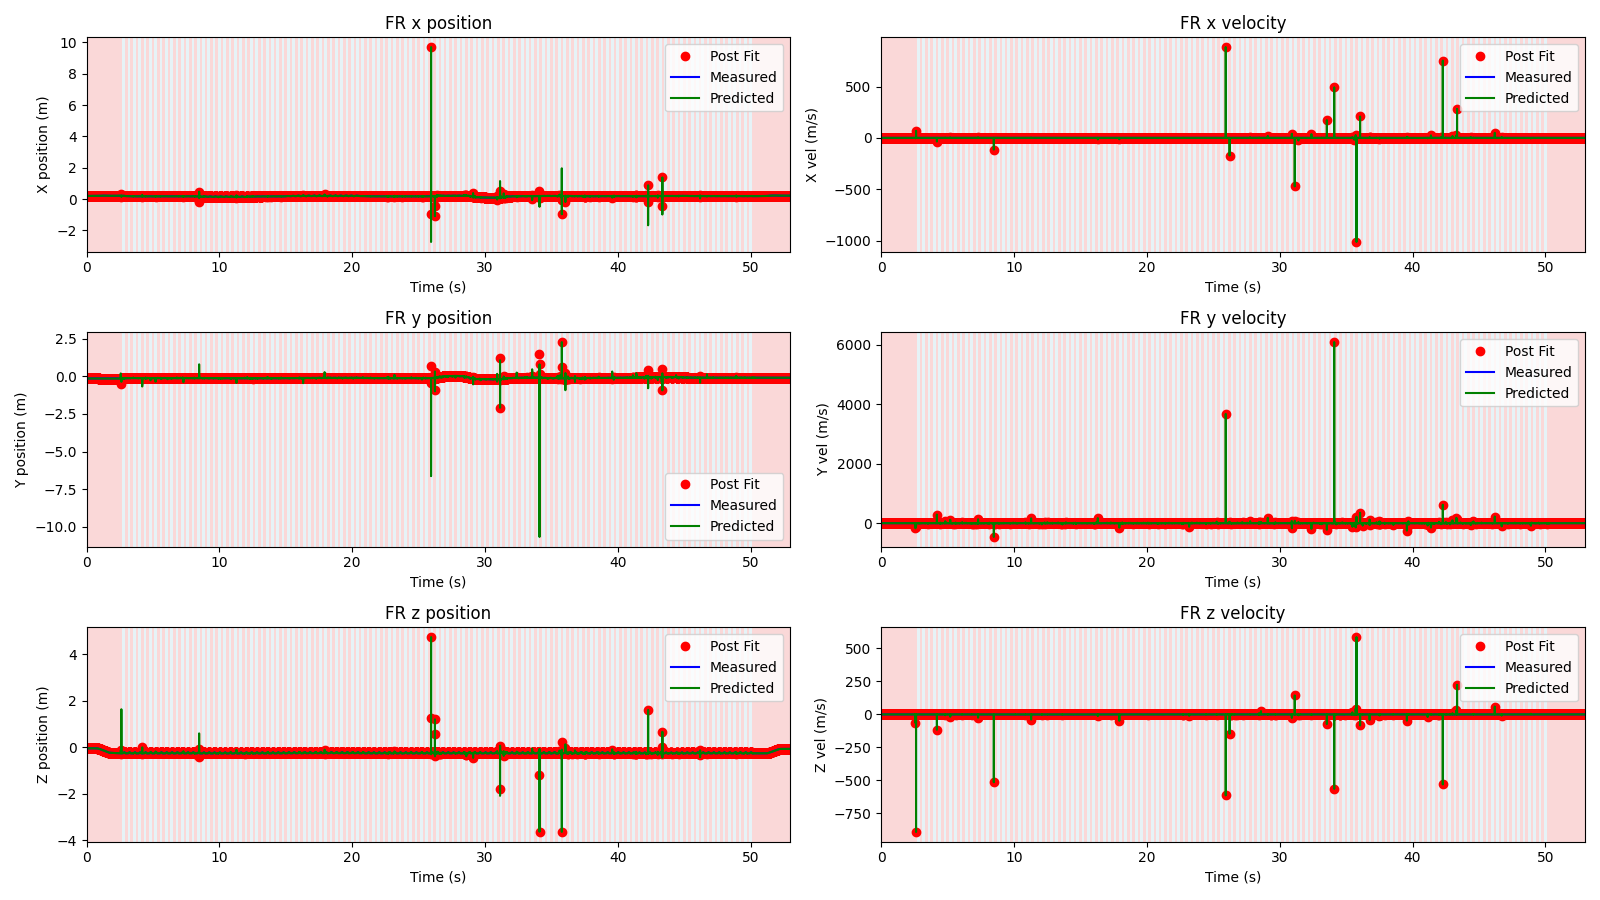 FR x position
X position (m)
10
8
6
4
2
0
−2
Post Fit
Measured
Predicted
0 10 20 30 40 50
Time (s)
FR x velocity
X vel (m/s)
500
0
−500
−1000
Post Fit
Measured
Predicted
0 10 20 30 40 50
Time (s)
FR y position
Y position (m)
2.5
0.0
−2.5
−5.0
−7.5
−10.0
Post Fit
Measured
Predicted
0 10 20 30 40 50
Time (s)
FR y velocity
Y vel (m/s)
6000
4000
2000
0
Post Fit
Measured
Predicted
0 10 20 30 40 50
Time (s)
FR z position
Z position (m)
4
2
0
−2
−4
Post Fit
Measured
Predicted
0 10 20 30 40 50
Time (s)
FR z velocity
Z vel (m/s)
500
250
0
−250
−500
−750
Post Fit
Measured
Predicted
0 10 20 30 40 50
Time (s)